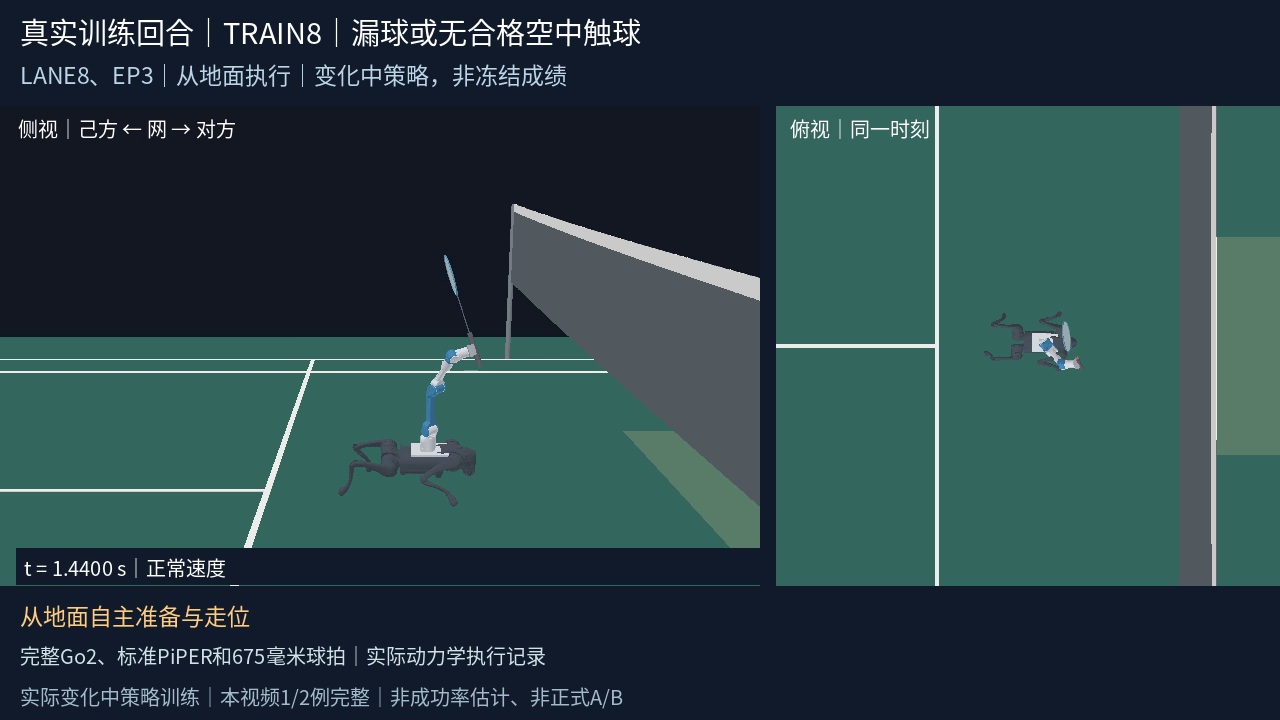 真实训练回合｜TRAIN8｜漏球或无合格空中触球
LANE8、EP3｜从地面执行｜变化中策略，非冻结成绩
侧视｜己方 ← 网 → 对方
俯视｜同一时刻
t = 1.4400 s｜正常速度
从地面自主准备与走位
完整Go2、标准PiPER和675毫米球拍｜实际动力学执行记录
实际变化中策略训练｜本视频1/2例完整｜非成功率估计、非正式A/B